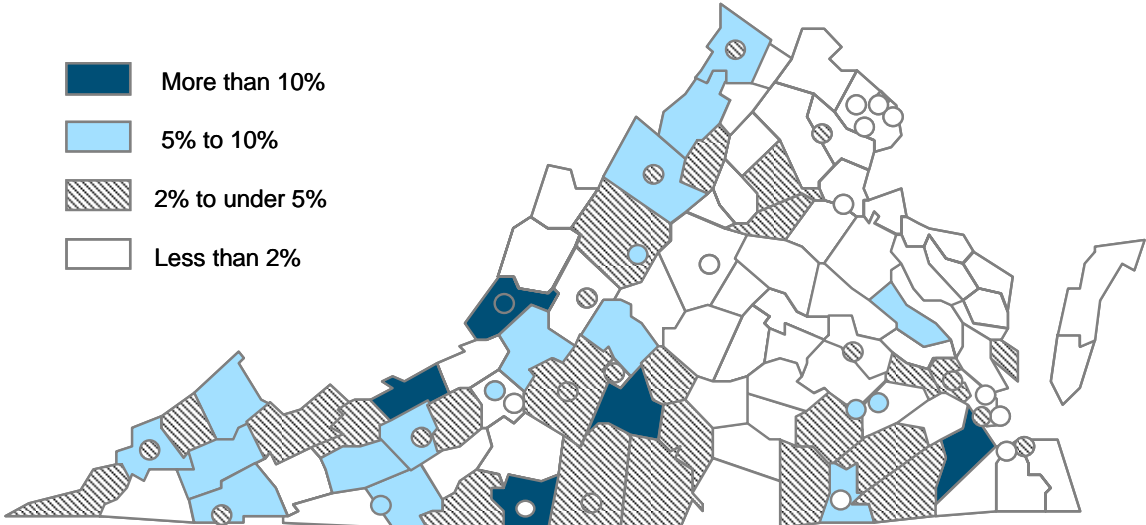 More than 10%
5% to 10%
2% to under 5%
Less than 2%